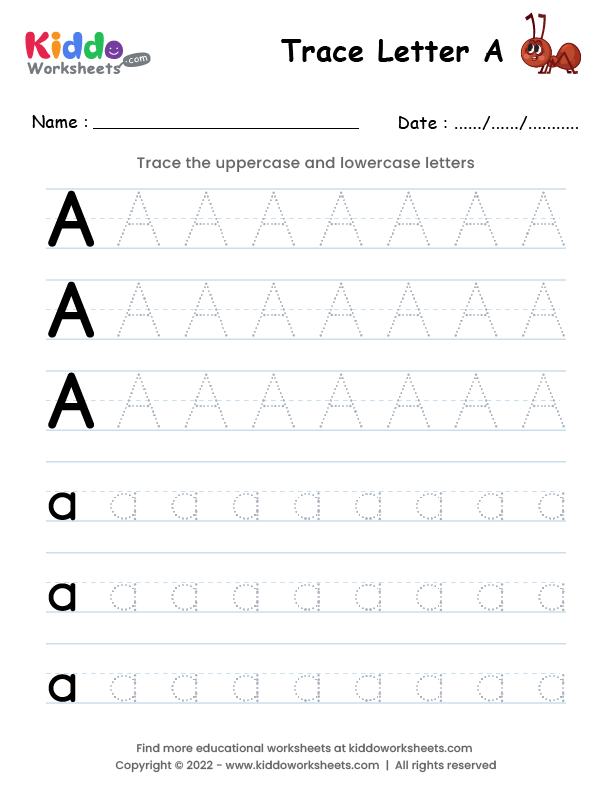 Kiddo
Worksheets .com
Trace Letter A
Name : Date : ....../....../...........
Trace the uppercase and lowercase letters
A A A A A A A A
A A A A A A A A
A A A A A A A A
a a a a a a a a a
a a a a a a a a a
a a a a a a a a a
Find more educational worksheets at kiddoworksheets.com
Copyright © 2022 - www.kiddoworksheets.com | All rights reserved